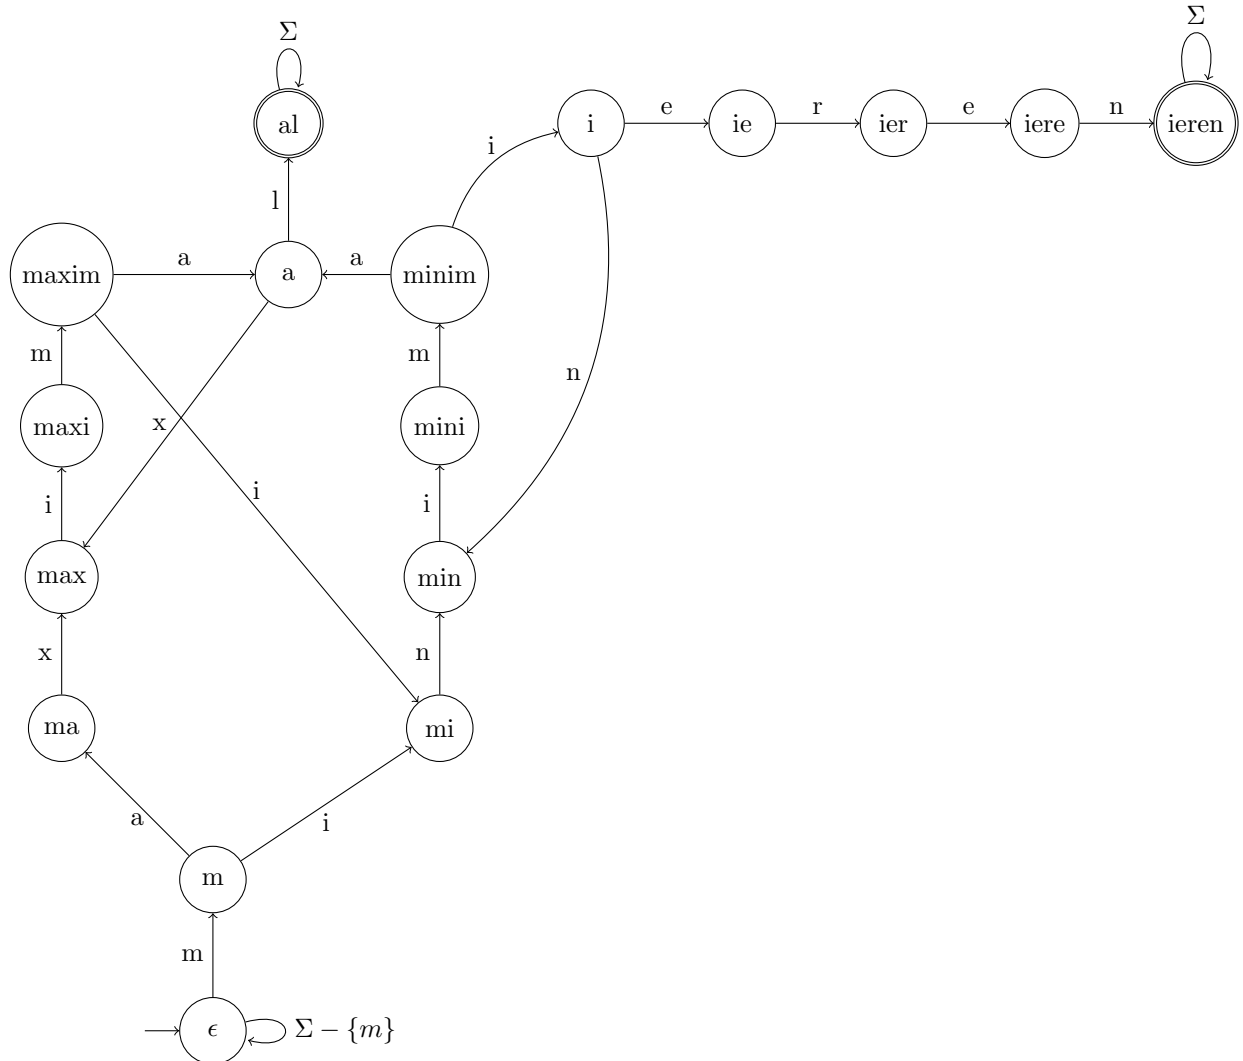 Σ
Σ
al
i
e
ie
r
ier
e
iere
n
ieren
i
l
maxim
a
a
a
minim
m
m
n
maxi
x
mini
i
i
i
max
min
x
n
ma
mi
a
i
m
m
ϵ
Σ − {m}